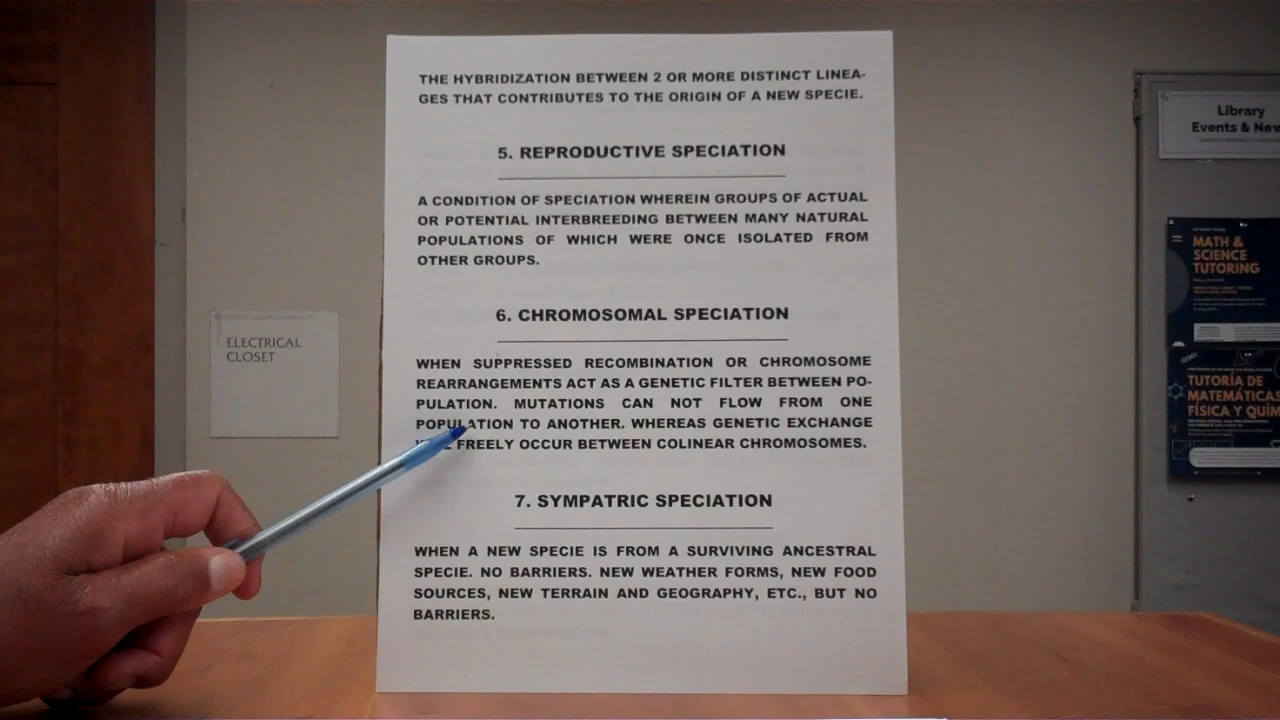 THE HYBRIDIZATION BETWEEN 2 OR MORE DISTINCT LINEA-
GES THAT CONTRIBUTES TO THE ORIGIN OF A NEW SPECIE.
5. REPRODUCTIVE SPECIATION
A CONDITION OF SPECIATION WHEREIN GROUPS OF ACTUAL
OR POTENTIAL INTERBREEDING BETWEEN MANY NATURAL
POPULATIONS OF WHICH WERE ONCE ISOLATED FROM
OTHER GROUPS.
6. CHROMOSOMAL SPECIATION
WHEN SUPPRESSED RECOMBINATION OR CHROMOSOME
REARRANGEMENTS ACT AS A GENETIC FILTER BETWEEN PO-
PULATION. MUTATIONS CAN NOT FLOW FROM ONE
POPULATION TO ANOTHER. WHEREAS GENETIC EXCHANGE
FREELY OCCUR BETWEEN COLINEAR CHROMOSOMES.
7. SYMPATRIC SPECIATION
WHEN A NEW SPECIE IS FROM A SURVIVING ANCESTRAL
SPECIE. NO BARRIERS. NEW WEATHER FORMS, NEW FOOD
SOURCES, NEW TERRAIN AND GEOGRAPHY, ETC., BUT NO
BARRIERS.
ELECTRICAL
CLOSET
Library
Events & New
MATH &
SCIENCE
TUTORING
TUTORÍA DE
MATEMÁTICAS
FÍSICA Y QUÍM